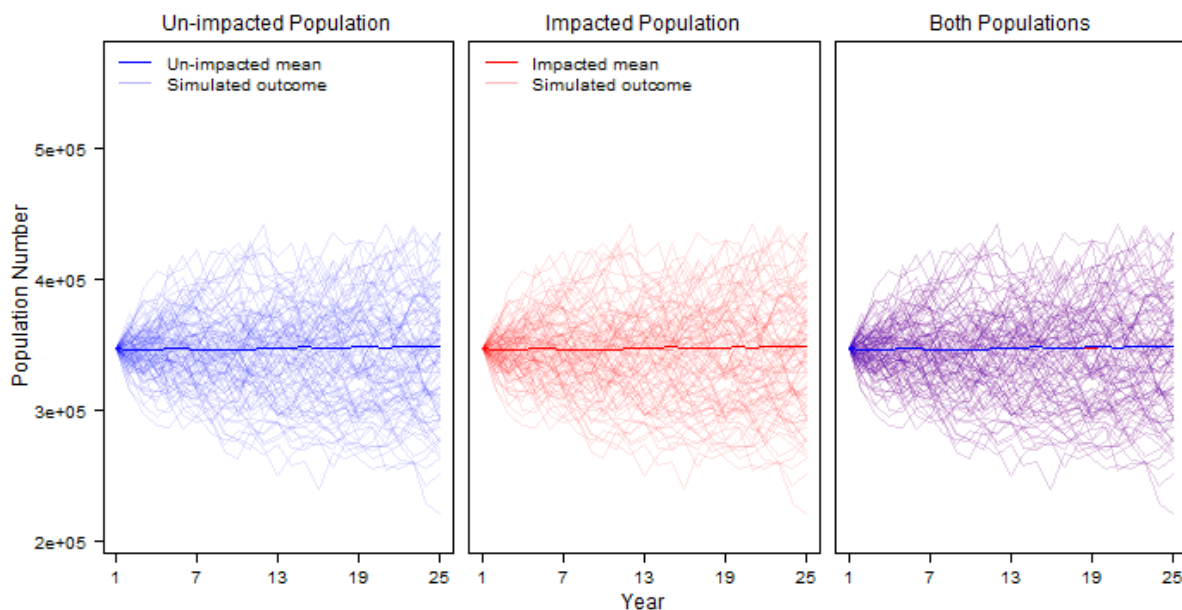 Un-impacted Population
Impacted Population
Both Populations
Un-impacted mean
Simulated outcome
Impacted mean
Simulated outcome
Population Number
5e+05
4e+05
3e+05
2e+05
1 7 13 19 25
1 7 13 19 25
1 7 13 19 25
Year